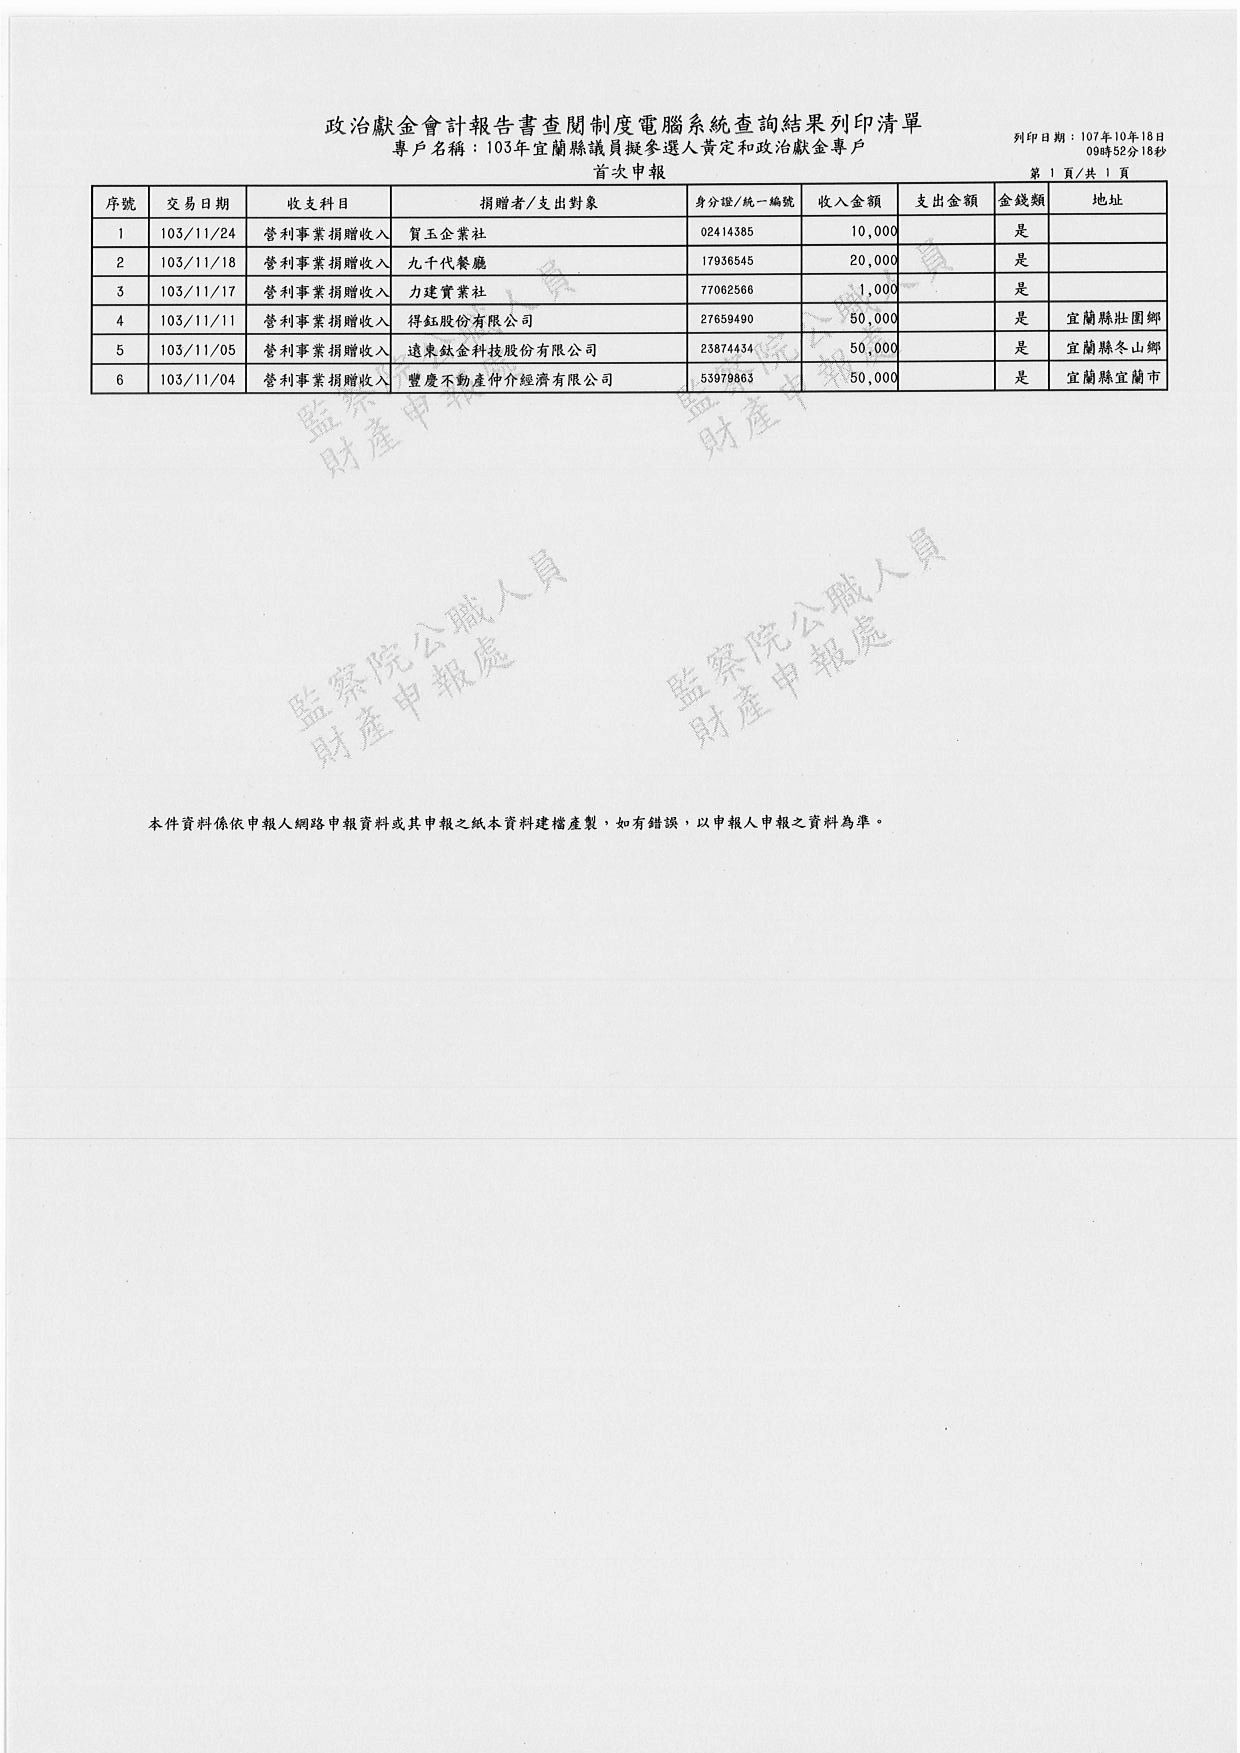 政治獻金會計報告書查閱制度電腦系統查詢結果列印清單
專戶名稱：103年宜蘭縣議員擬參選人黃定和政治獻金專戶
首次申報
列印日期：107年10年18日
09時52分18秒
第 1 頁/共 1 頁
序號 交易日期 收支科目 捐贈者/支出對象 身分證/統一編號 收入金額 支出金額 金錢類 地址
1 103/11/24 營利事業捐贈收入 賀玉企業社 02414385 10,000 是
2 103/11/18 營利事業捐贈收入 九千代餐廳 17936545 20,000 是
3 103/11/17 營利事業捐贈收入 力建實業社 77062566 1,000 是
4 103/11/11 營利事業捐贈收入 得鈺股份有限公司 27659490 50,000 是 宜蘭縣壯圍鄉
5 103/11/05 營利事業捐贈收入 遠東鈦金科技股份有限公司 23874434 50,000 是 宜蘭縣冬山鄉
6 103/11/04 營利事業捐贈收入 豐慶不動產仲介經濟有限公司 53979863 50,000 是 宜蘭縣宜蘭市
監察院公職人員
財產申報處
監察院公職人員
財產申報處
監察院公職人員
財產申報處
監察院公職人員
財產申報處
本件資料係依申報人網路申報資料或其申報之紙本資料建檔產製，如有錯誤，以申報人申報之資料為準。